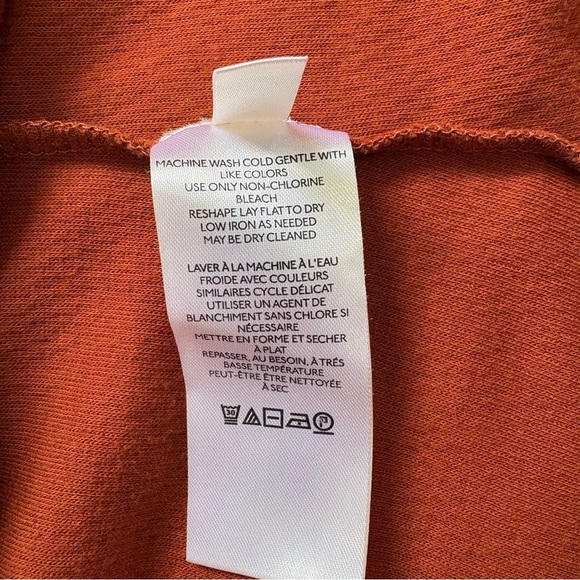 MACHINE WASH COLD GENTLE WITH
LIKE COLORS
USE ONLY NON-CHLORINE
BLEACH
RESHAPE LAY FLAT TO DRY
LOW IRON AS NEEDED
MAY BE DRY CLEANED
LAVER À LA MACHINE À L'EAU
FROIDE AVEC COULEURS
SIMILAIRES CYCLE DÉLICAT
UTILISER UN AGENT DE
BLANCHIMENT SANS CHLORE SI
NÉCESSAIRE
METTRE EN FORME ET SECHER
À PLAT
REPASSER, AU BESOIN, À TRÉS
BASSE TEMPÉRATURE
PEUT-ÊTRE ÊTRE NETTOYÉE
À SEC
30 P